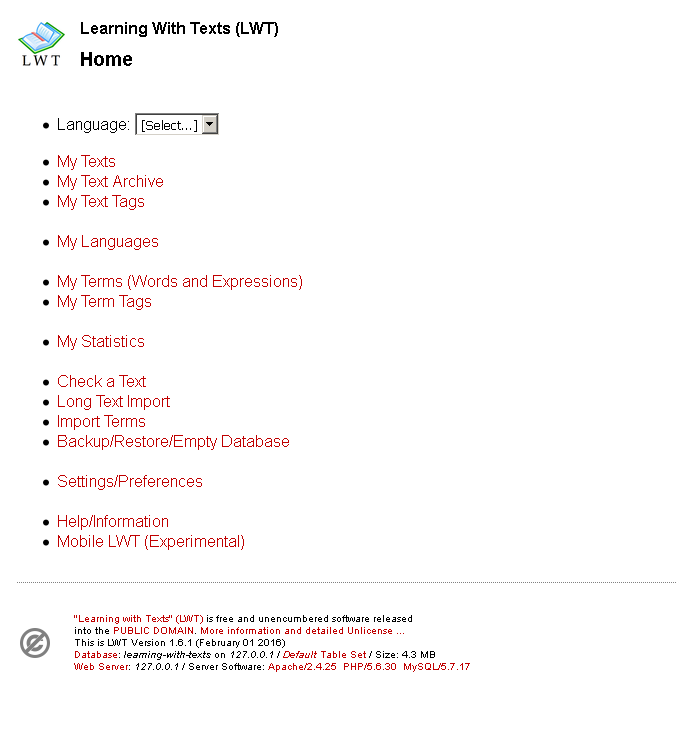 Learning With Texts (LWT)
LWT
Home
Language: [Select...]
My Texts
My Text Archive
My Text Tags
My Languages
My Terms (Words and Expressions)
My Term Tags
My Statistics
Check a Text
Long Text Import
Import Terms
Backup/Restore/Empty Database
Settings/Preferences
Help/Information
Mobile LWT (Experimental)
"Learning with Texts" (LWT) is free and unencumbered software released
into the PUBLIC DOMAIN. More information and detailed Unlicense ...
This is LWT Version 1.6.1 (February 01 2016)
Database: learning-with-texts on 127.0.0.1 / Default Table Set / Size: 4.3 MB
Web Server: 127.0.0.1 / Server Software: Apache/2.4.25 PHP/5.6.30 MySQL/5.7.17